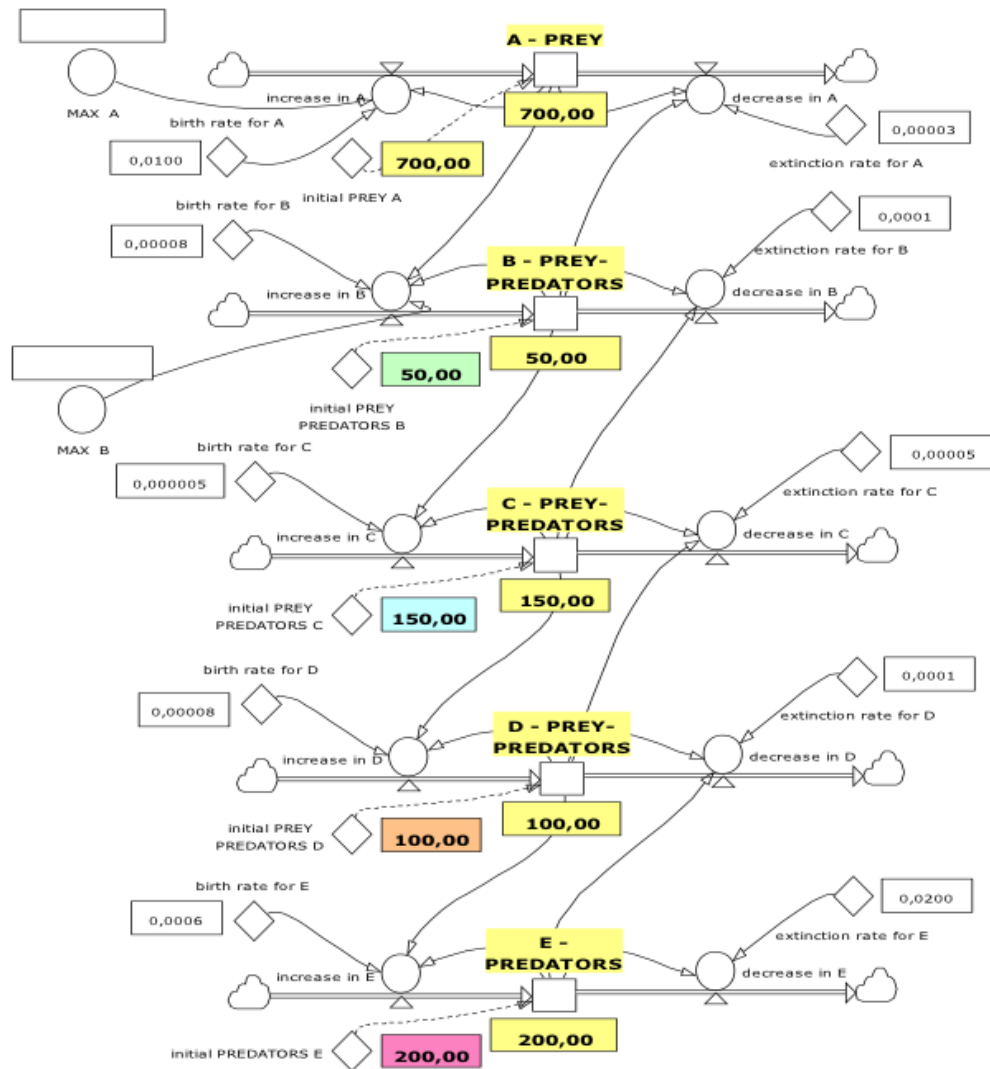 A - PREY
increase in A
decrease in A
MAX A
700,00
birth rate for A
0,00003
0,0100
700,00
extinction rate for A
initial PREY A
birth rate for B
0,0001
0,00008
extinction rate for B
B - PREY-
PREDATORS
increase in B
decrease in B
50,00
50,00
initial PREY
PREDATORS B
MAX B
birth rate for C
0,00005
0,000005
extinction rate for C
C - PREY-
PREDATORS
increase in C
decrease in C
150,00
initial PREY
PREDATORS C
150,00
birth rate for D
0,0001
0,00008
extinction rate for D
D - PREY-
PREDATORS
increase in D
decrease in D
100,00
initial PREY
PREDATORS D
100,00
birth rate for E
0,0200
0,0006
extinction rate for E
E -
PREDATORS
increase in E
decrease in E
200,00
initial PREDATORS E
200,00